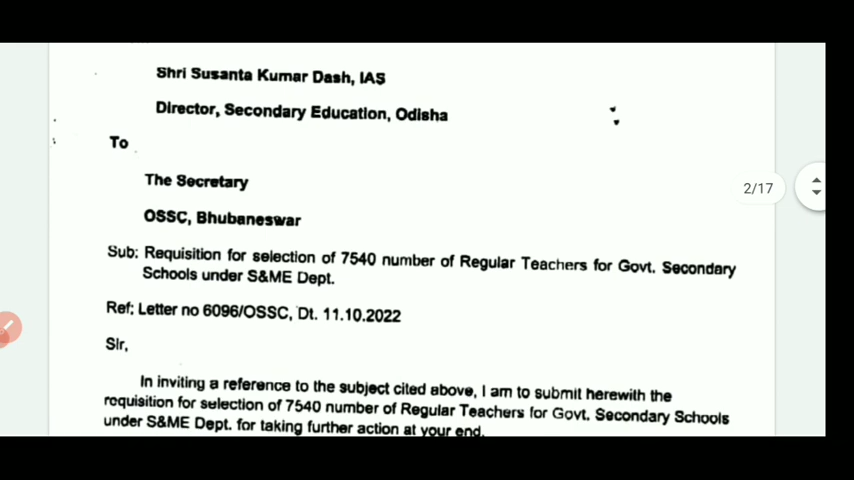 Shri Susanta Kumar Dash, IAS
Director, Secondary Education, Odisha
To
The Secretary
OSSC, Bhubaneswar
Sub: Requisition for selection of 7540 number of Regular Teachers for Govt. Secondary
Schools under S&ME Dept.
Ref: Letter no 6096/OSSC, Dt. 11.10.2022
Sir,
In inviting a reference to the subject cited above, I am to submit herewith the
requisition for selection of 7540 number of Regular Teachers for Govt. Secondary Schools
under S&ME Dept. for taking further action at your end.
2/17